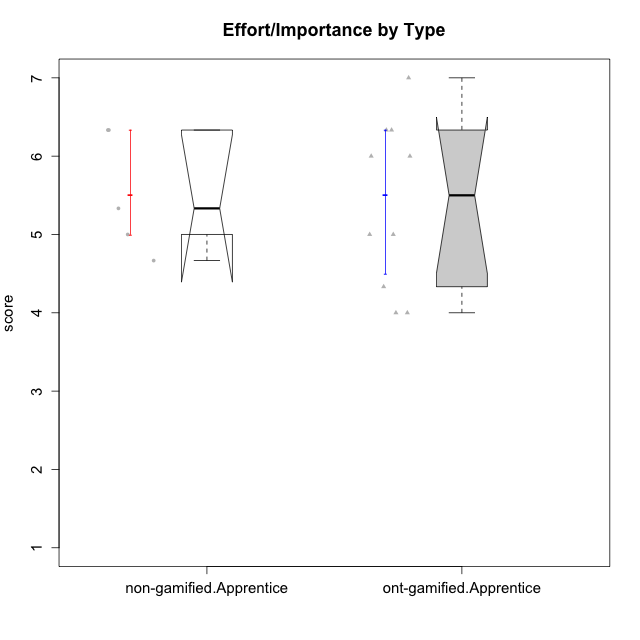 Effort/Importance by Type
7
6
5
4
3
2
1
score
non-gamified.Apprentice
ont-gamified.Apprentice